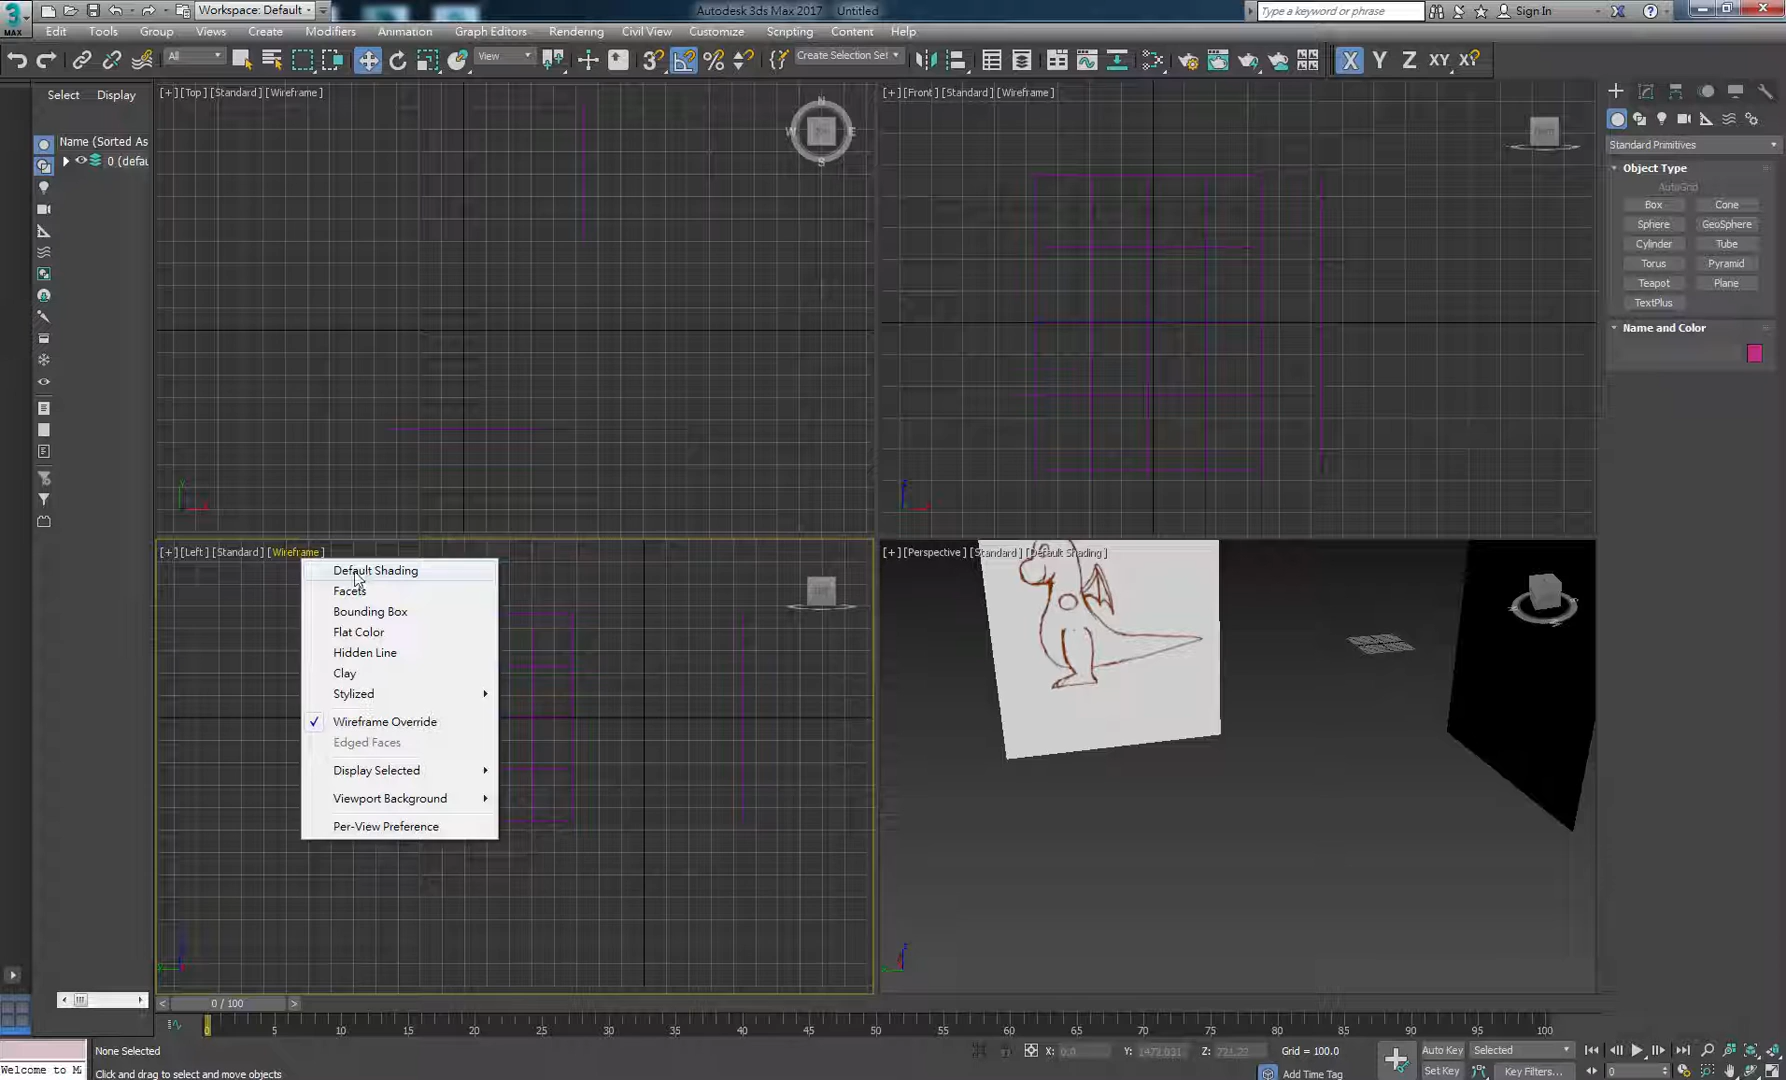 Workspace: Default
Autodesk 3ds Max 2017 Untitled
Type a keyword or phrase
Sign In
MAX
Edit Tools Group Views Create Modifiers Animation Graph Editors Rendering Civil View Customize Scripting Content Help
All
View
Create Selection Set
X Y Z XY
Select Display
[+] [Top] [Standard] [Wireframe]
[+] [Front] [Standard] [Wireframe]
N
W E
S
Name (Sorted As
0 (defau
Standard Primitives
Object Type
AutoGrid
Box Cone
Sphere GeoSphere
Cylinder Tube
Torus Pyramid
Teapot Plane
TextPlus
Name and Color
[+] [Left] [Standard] [Wireframe]
[+] [Perspective] [Standard] [Default Shading]
Default Shading
Facets
Bounding Box
Flat Color
Hidden Line
Clay
Stylized
Wireframe Override
Edged Faces
Display Selected
Viewport Background
Per-View Preference
0 / 100
0 5 10 15 20 25 30 35 40 45 50 55 60 65 70 75 80 85 90 95 100
None Selected
X: 0.0 Y: 1472.031 Z: 721.22 Grid = 100.0
Auto Key Selected
Welcome to M
Click and drag to select and move objects
Add Time Tag
Set Key Key Filters...
0